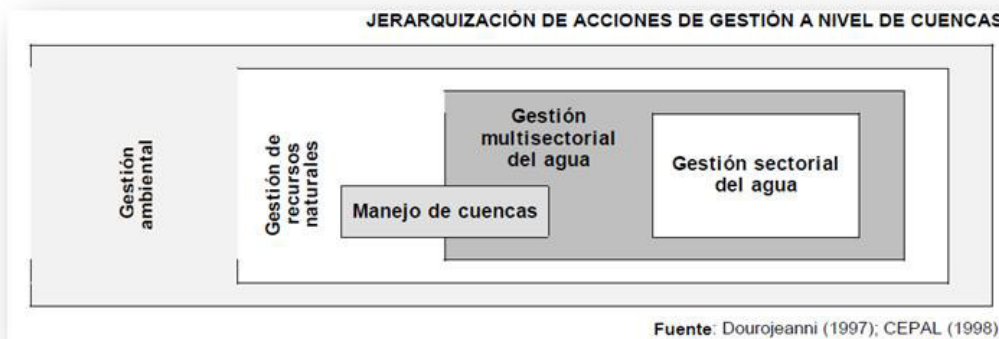 JERARQUIZACIÓN DE ACCIONES DE GESTIÓN A NIVEL DE CUENCAS
Gestión
ambiental
Gestión de
recursos
naturales
Gestión
multisectorial
del agua
Manejo de cuencas
Gestión sectorial
del agua
Fuente: Dourojeanni (1997); CEPAL (1998)